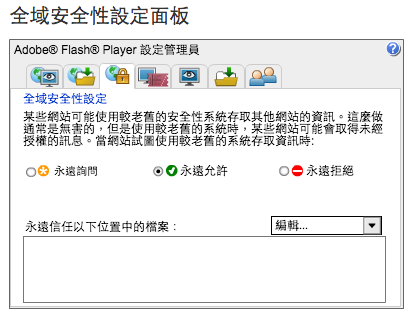 全域安全性設定面板
Adobe® Flash® Player 設定管理員
全域安全性設定
某些網站可能使用較老舊的安全性系統存取其他網站的資訊。這麼做
通常是無害的，但是使用較老舊的系統時，某些網站可能會取得未經
授權的訊息。當網站試圖使用較老舊的系統存取資訊時:
永遠詢問 永遠允許 永遠拒絕
永遠信任以下位置中的檔案： 編輯...